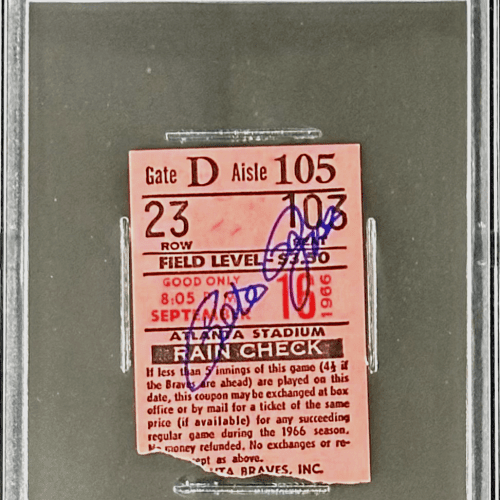 Gate D Aisle 105
23 103
ROW
FIELD LEVEL-$3.50
GOOD ONLY
8:05 P.M.
SEPTEMBER 16 1966
ATLANTA STADIUM
RAIN CHECK
If less than 5 innings of this game (4½ if
the Braves are ahead) are played on this
date, this coupon may be exchanged at box
office or by mail for a ticket of the same
price (if available) for any succeeding
regular game during the 1966 season.
No money refunded. No exchanges or re-
cept as above.
BRAVES, INC.